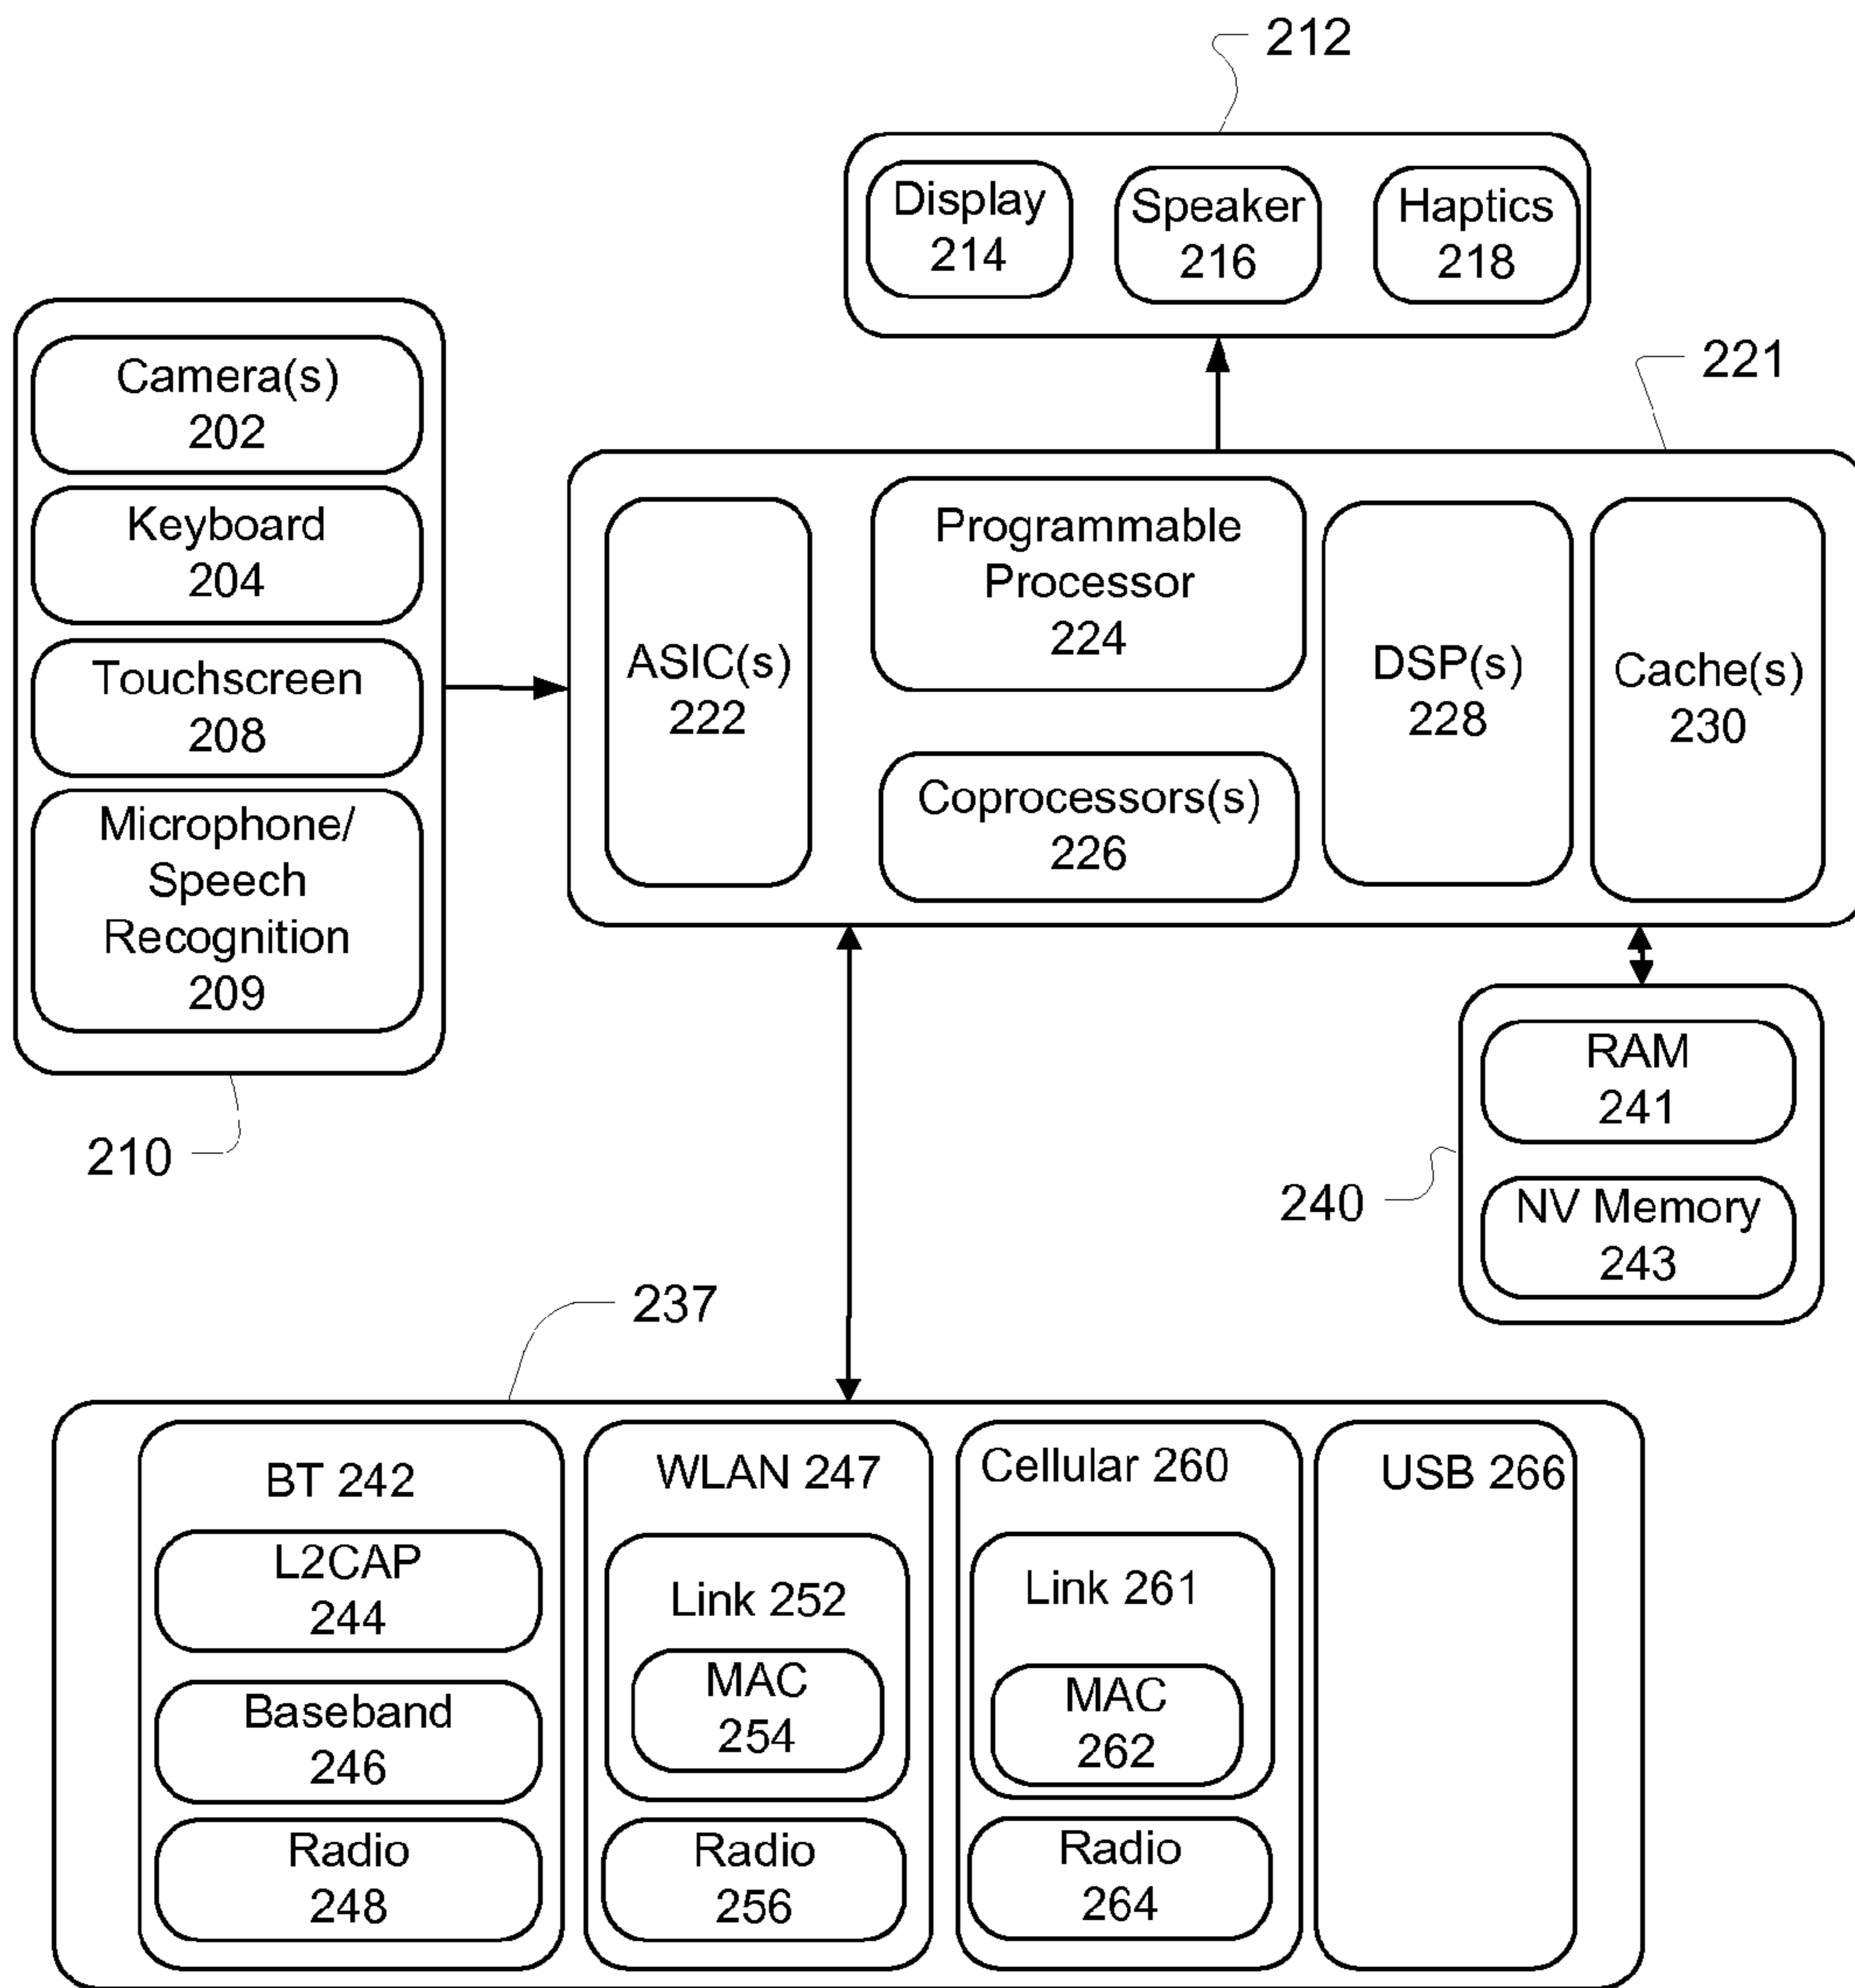 212
Display
214
Speaker
216
Haptics
218
221
Camera(s)
202
Keyboard
204
Touchscreen
208
Microphone/
Speech
Recognition
209
210
ASIC(s)
222
Programmable
Processor
224
Coprocessors(s)
226
DSP(s)
228
Cache(s)
230
RAM
241
NV Memory
243
240
237
BT 242
L2CAP
244
Baseband
246
Radio
248
WLAN 247
Link 252
MAC
254
Radio
256
Cellular 260
Link 261
MAC
262
Radio
264
USB 266